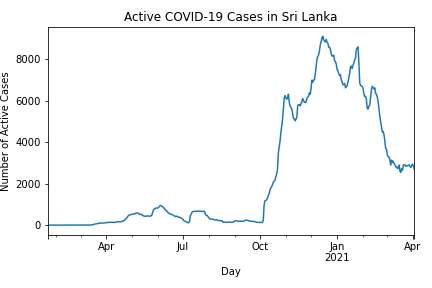 Active COVID-19 Cases in Sri Lanka
Number of Active Cases
8000
6000
4000
2000
0
Apr Jul Oct Jan Apr
2021
Day